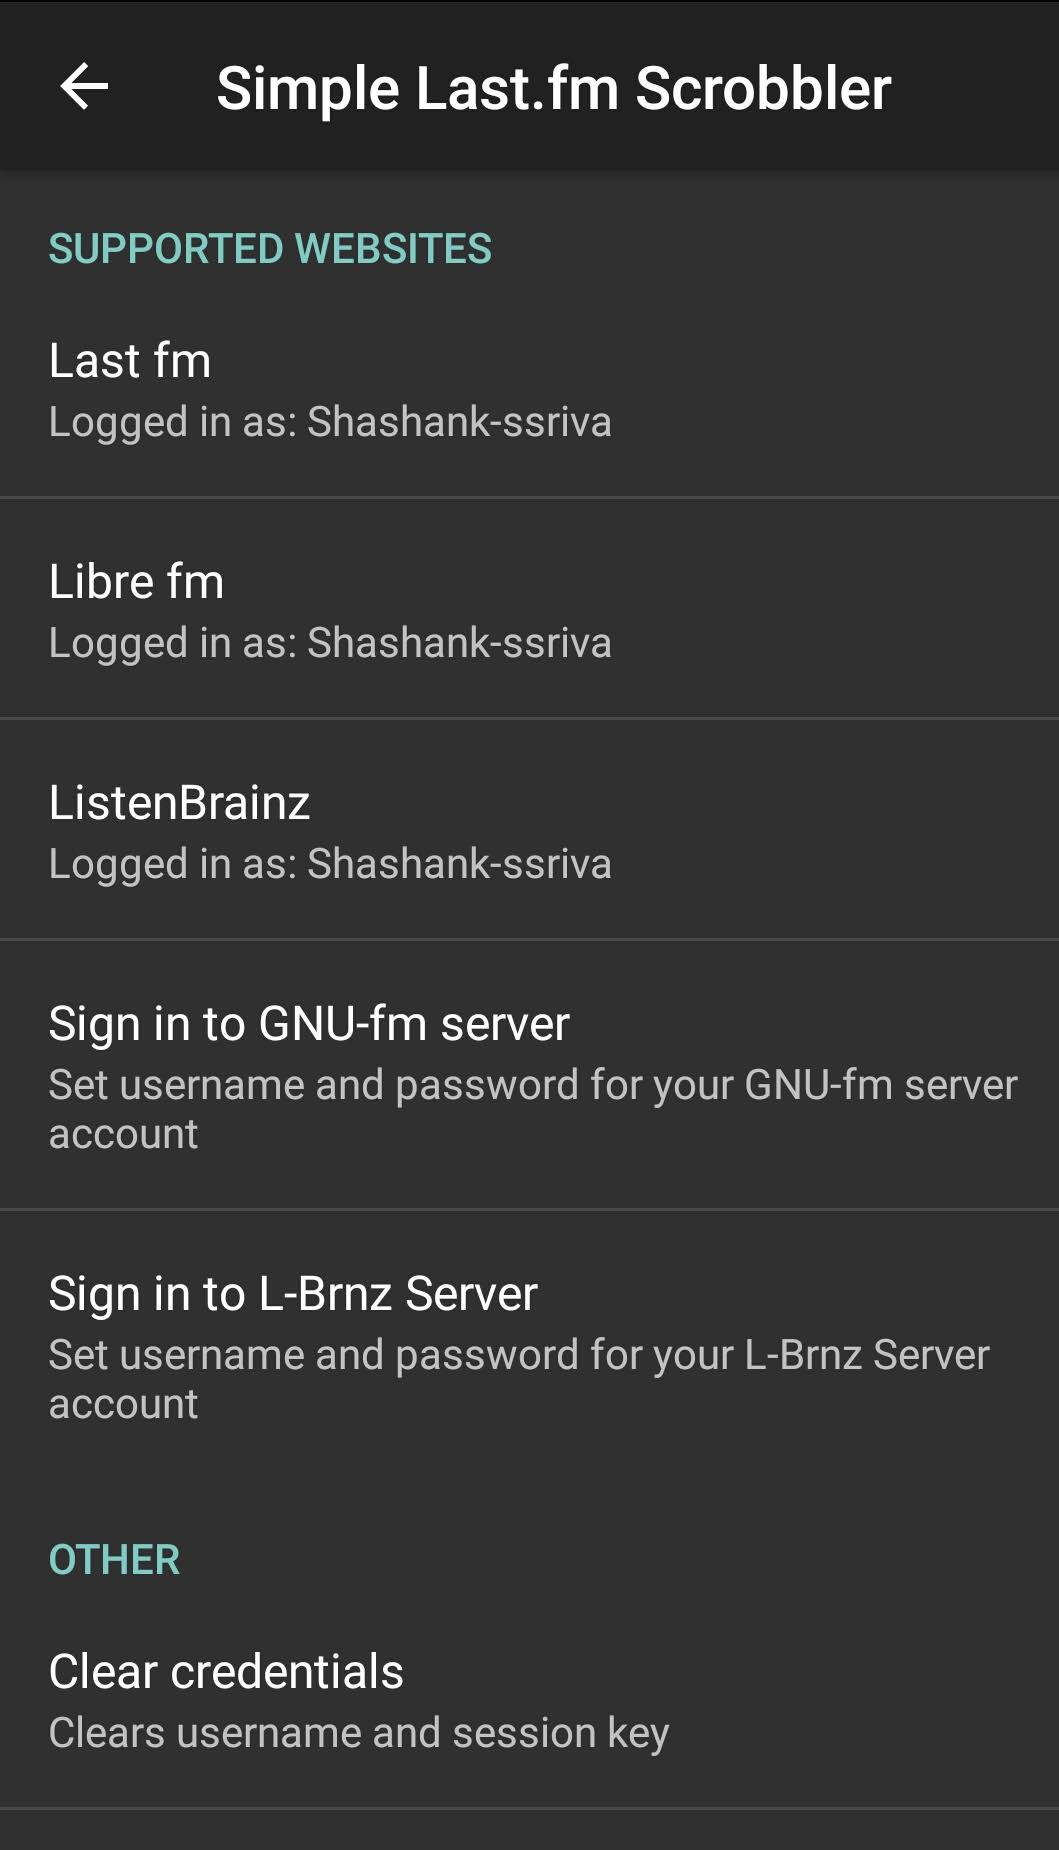 Simple Last.fm Scrobbler
SUPPORTED WEBSITES
Last fm
Logged in as: Shashank-ssriva
Libre fm
Logged in as: Shashank-ssriva
ListenBrainz
Logged in as: Shashank-ssriva
Sign in to GNU-fm server
Set username and password for your GNU-fm server
account
Sign in to L-Brnz Server
Set username and password for your L-Brnz Server
account
OTHER
Clear credentials
Clears username and session key